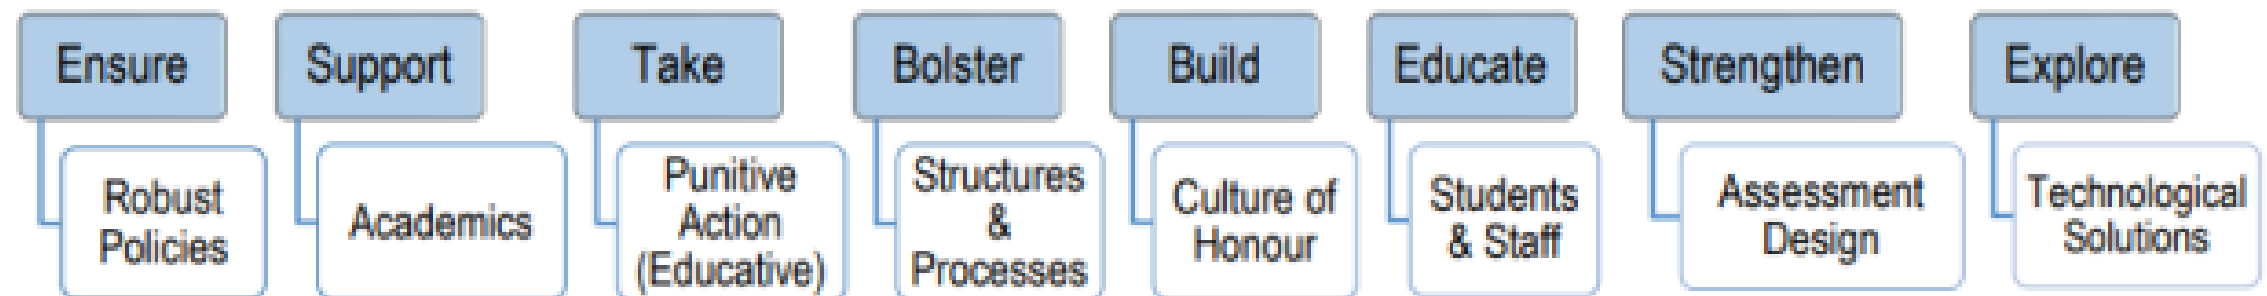 Ensure
Support
Take
Bolster
Build
Educate
Strengthen
Explore
Robust
Policies
Academics
Punitive
Action
(Educative)
Structures
&
Processes
Culture of
Honour
Students
& Staff
Assessment
Design
Technological
Solutions